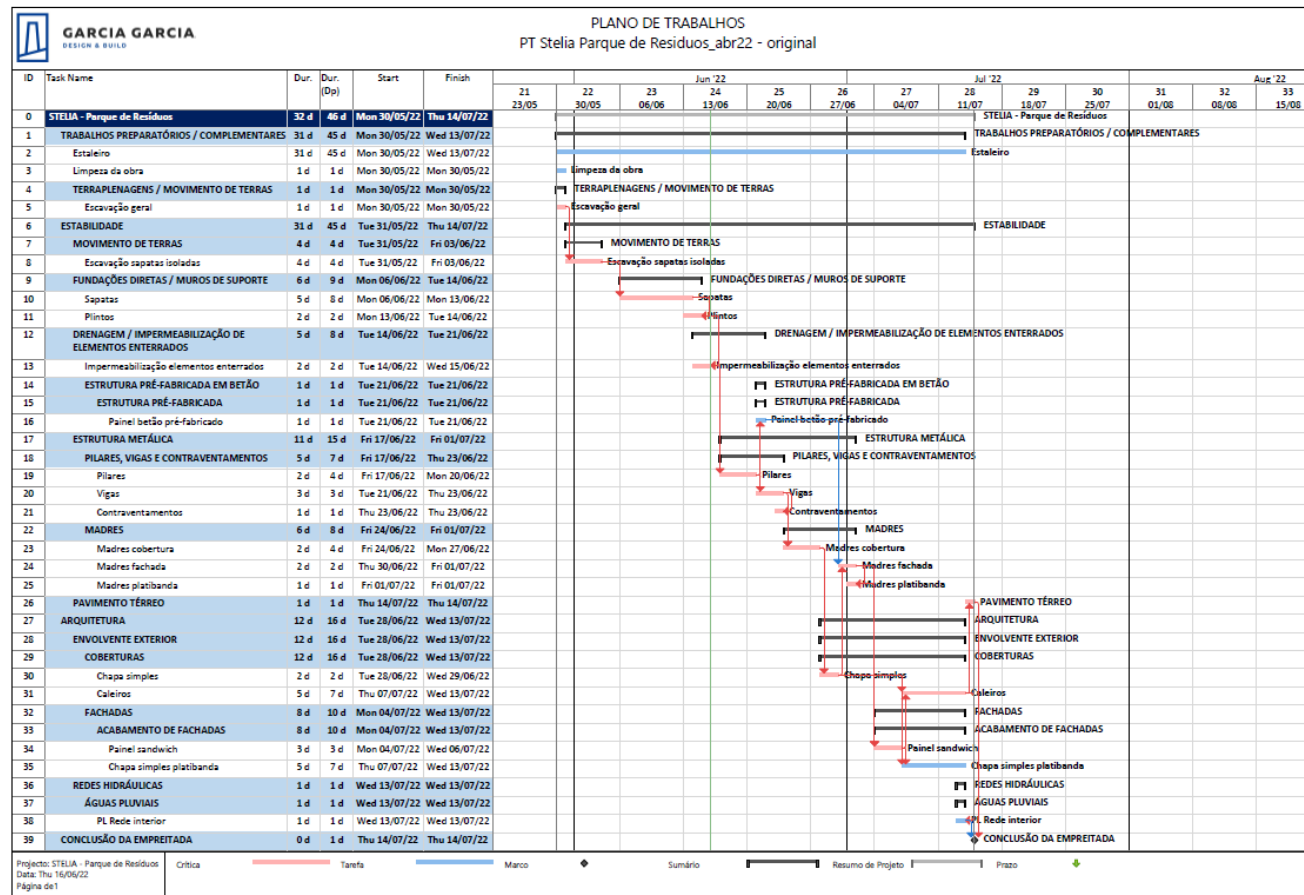 GARCIA GARCIA
DESIGN & BUILD
PLANO DE TRABALHOS
PT Stelia Parque de Residuos_abr22 - original
ID Task Name Dur. Dur. (Dp) Start Finish
Jun '22 Jul '22 Aug '22
21 22 23 24 25 26 27 28 29 30 31 32 33
23/05 30/05 06/06 13/06 20/06 27/06 04/07 11/07 18/07 25/07 01/08 08/08 15/08
0 STELIA - Parque de Resíduos 32 d 46 d Mon 30/05/22 Thu 14/07/22 STELIA - Parque de Resíduos
1 TRABALHOS PREPARATÓRIOS / COMPLEMENTARES 31 d 45 d Mon 30/05/22 Wed 13/07/22 TRABALHOS PREPARATÓRIOS / COMPLEMENTARES
2 Estaleiro 31 d 45 d Mon 30/05/22 Wed 13/07/22 Estaleiro
3 Limpeza da obra 1 d 1 d Mon 30/05/22 Mon 30/05/22 Limpeza da obra
4 TERRAPLENAGENS / MOVIMENTO DE TERRAS 1 d 1 d Mon 30/05/22 Mon 30/05/22 TERRAPLENAGENS / MOVIMENTO DE TERRAS
5 Escavação geral 1 d 1 d Mon 30/05/22 Mon 30/05/22 Escavação geral
6 ESTABILIDADE 31 d 45 d Tue 31/05/22 Thu 14/07/22 ESTABILIDADE
7 MOVIMENTO DE TERRAS 4 d 4 d Tue 31/05/22 Fri 03/06/22 MOVIMENTO DE TERRAS
8 Escavação sapatas isoladas 4 d 4 d Tue 31/05/22 Fri 03/06/22 Escavação sapatas isoladas
9 FUNDAÇÕES DIRETAS / MUROS DE SUPORTE 6 d 9 d Mon 06/06/22 Tue 14/06/22 FUNDAÇÕES DIRETAS / MUROS DE SUPORTE
10 Sapatas 5 d 8 d Mon 06/06/22 Mon 13/06/22 Sapatas
11 Plintos 2 d 2 d Mon 13/06/22 Tue 14/06/22 Plintos
12 DRENAGEM / IMPERMEABILIZAÇÃO DE 5 d 8 d Tue 14/06/22 Tue 21/06/22 DRENAGEM / IMPERMEABILIZAÇÃO DE ELEMENTOS ENTERRADOS
ELEMENTOS ENTERRADOS
13 Impermeabilização elementos enterrados 2 d 2 d Tue 14/06/22 Wed 15/06/22 Impermeabilização elementos enterrados
14 ESTRUTURA PRÉ-FABRICADA EM BETÃO 1 d 1 d Tue 21/06/22 Tue 21/06/22 ESTRUTURA PRÉ-FABRICADA EM BETÃO
15 ESTRUTURA PRÉ-FABRICADA 1 d 1 d Tue 21/06/22 Tue 21/06/22 ESTRUTURA PRÉ-FABRICADA
16 Painel betão pré-fabricado 1 d 1 d Tue 21/06/22 Tue 21/06/22 Painel betão pré-fabricado
17 ESTRUTURA METÁLICA 11 d 15 d Fri 17/06/22 Fri 01/07/22 ESTRUTURA METÁLICA
18 PILARES, VIGAS E CONTRAVENTAMENTOS 5 d 7 d Fri 17/06/22 Thu 23/06/22 PILARES, VIGAS E CONTRAVENTAMENTOS
19 Pilares 2 d 4 d Fri 17/06/22 Mon 20/06/22 Pilares
20 Vigas 3 d 3 d Tue 21/06/22 Thu 23/06/22 Vigas
21 Contraventamentos 1 d 1 d Thu 23/06/22 Thu 23/06/22 Contraventamentos
22 MADRES 6 d 8 d Fri 24/06/22 Fri 01/07/22 MADRES
23 Madres cobertura 2 d 4 d Fri 24/06/22 Mon 27/06/22 Madres cobertura
24 Madres fachada 2 d 2 d Thu 30/06/22 Fri 01/07/22 Madres fachada
25 Madres platibanda 1 d 1 d Fri 01/07/22 Fri 01/07/22 Madres platibanda
26 PAVIMENTO TÉRREO 1 d 1 d Thu 14/07/22 Thu 14/07/22 PAVIMENTO TÉRREO
27 ARQUITETURA 12 d 16 d Tue 28/06/22 Wed 13/07/22 ARQUITETURA
28 ENVOLVENTE EXTERIOR 12 d 16 d Tue 28/06/22 Wed 13/07/22 ENVOLVENTE EXTERIOR
29 COBERTURAS 12 d 16 d Tue 28/06/22 Wed 13/07/22 COBERTURAS
30 Chapa simples 2 d 2 d Tue 28/06/22 Wed 29/06/22 Chapa simples
31 Caleiros 5 d 7 d Thu 07/07/22 Wed 13/07/22 Caleiros
32 FACHADAS 8 d 10 d Mon 04/07/22 Wed 13/07/22 FACHADAS
33 ACABAMENTO DE FACHADAS 8 d 10 d Mon 04/07/22 Wed 13/07/22 ACABAMENTO DE FACHADAS
34 Painel sandwich 3 d 3 d Mon 04/07/22 Wed 06/07/22 Painel sandwich
35 Chapa simples platibanda 5 d 7 d Thu 07/07/22 Wed 13/07/22 Chapa simples platibanda
36 REDES HIDRÁULICAS 1 d 1 d Wed 13/07/22 Wed 13/07/22 REDES HIDRÁULICAS
37 ÁGUAS PLUVIAIS 1 d 1 d Wed 13/07/22 Wed 13/07/22 ÁGUAS PLUVIAIS
38 PL Rede interior 1 d 1 d Wed 13/07/22 Wed 13/07/22 PL Rede interior
39 CONCLUSÃO DA EMPREITADA 0 d 1 d Thu 14/07/22 Thu 14/07/22 CONCLUSÃO DA EMPREITADA
Projecto: STELIA - Parque de Resíduos
Data: Thu 16/06/22
Página de1
Crítica Tarefa Marco Sumário Resumo de Projeto Prazo